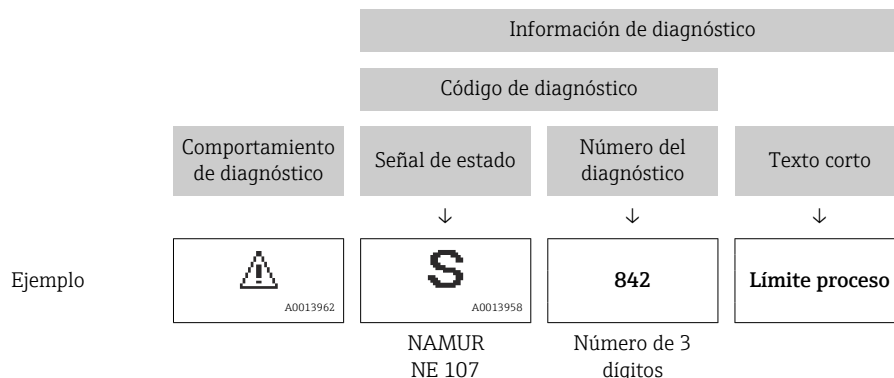 Información de diagnóstico
Código de diagnóstico
Comportamiento
de diagnóstico
Señal de estado
Número del
diagnóstico
Texto corto
↓ ↓ ↓
Ejemplo
A0013962
S
A0013958
842
Límite proceso
NAMUR
NE 107
Número de 3
dígitos